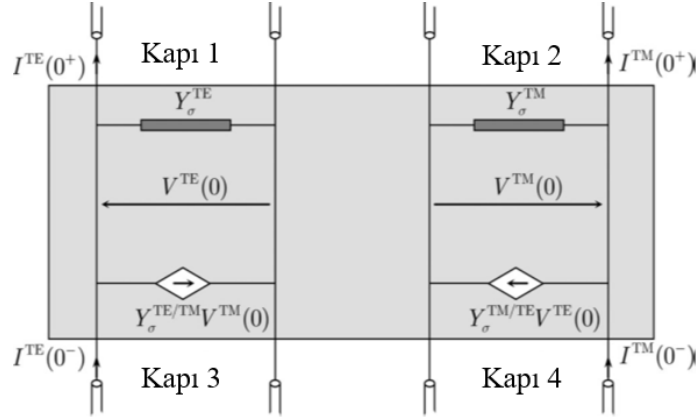 Kapı 1 Kapı 2
I^TE(0⁺) I^TM(0⁺)
Y_σ^TE Y_σ^TM
V^TE(0) V^TM(0)
Y_σ^TE/TM V^TM(0) Y_σ^TM/TE V^TE(0)
I^TE(0⁻) I^TM(0⁻)
Kapı 3 Kapı 4